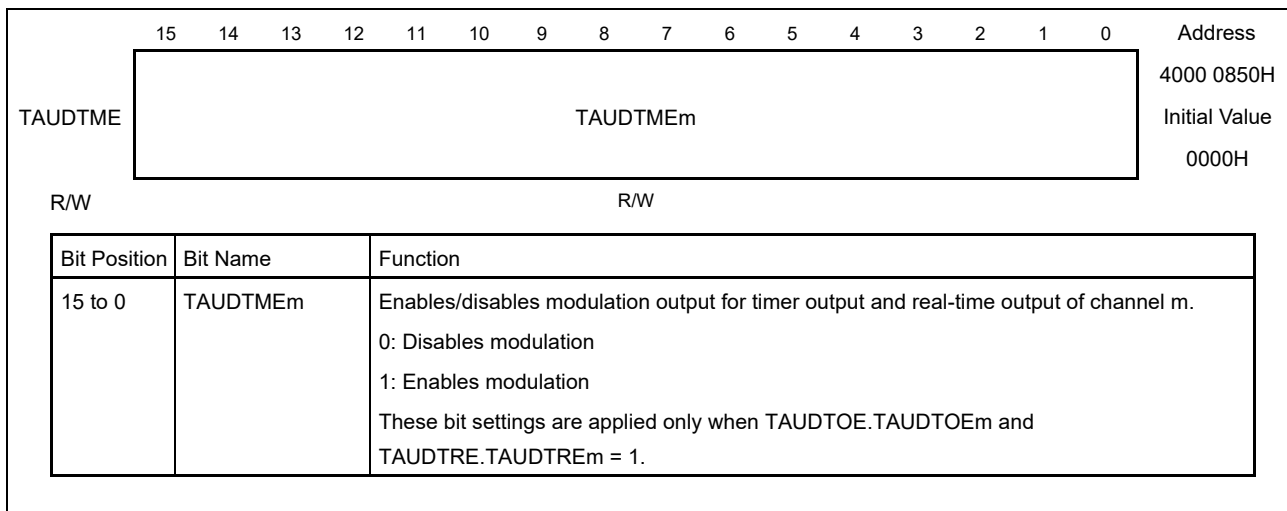 15 14 13 12 11 10 9 8 7 6 5 4 3 2 1 0 Address
4000 0850H
TAUDTME TAUDTMEm Initial Value
0000H
R/W R/W
Bit Position Bit Name Function
15 to 0 TAUDTMEm Enables/disables modulation output for timer output and real-time output of channel m.
0: Disables modulation
1: Enables modulation
These bit settings are applied only when TAUDTOE.TAUDTOEm and
TAUDTRE.TAUDTREm = 1.